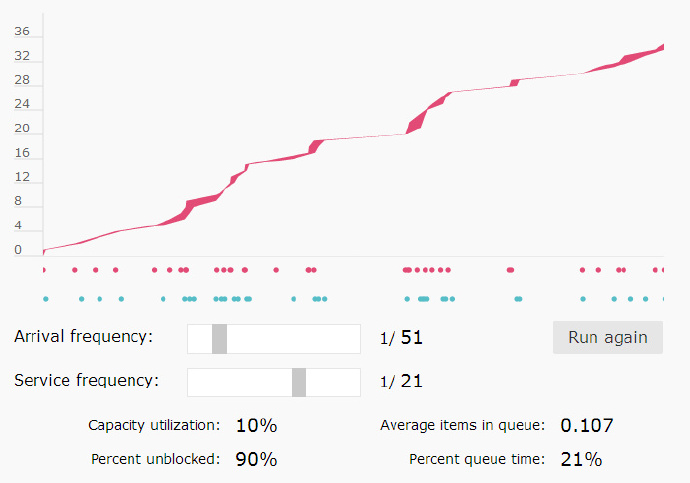 36
32
28
24
20
16
12
8
4
0
Arrival frequency: 1/ 51 Run again
Service frequency: 1/ 21
Capacity utilization: 10% Average items in queue: 0.107
Percent unblocked: 90% Percent queue time: 21%